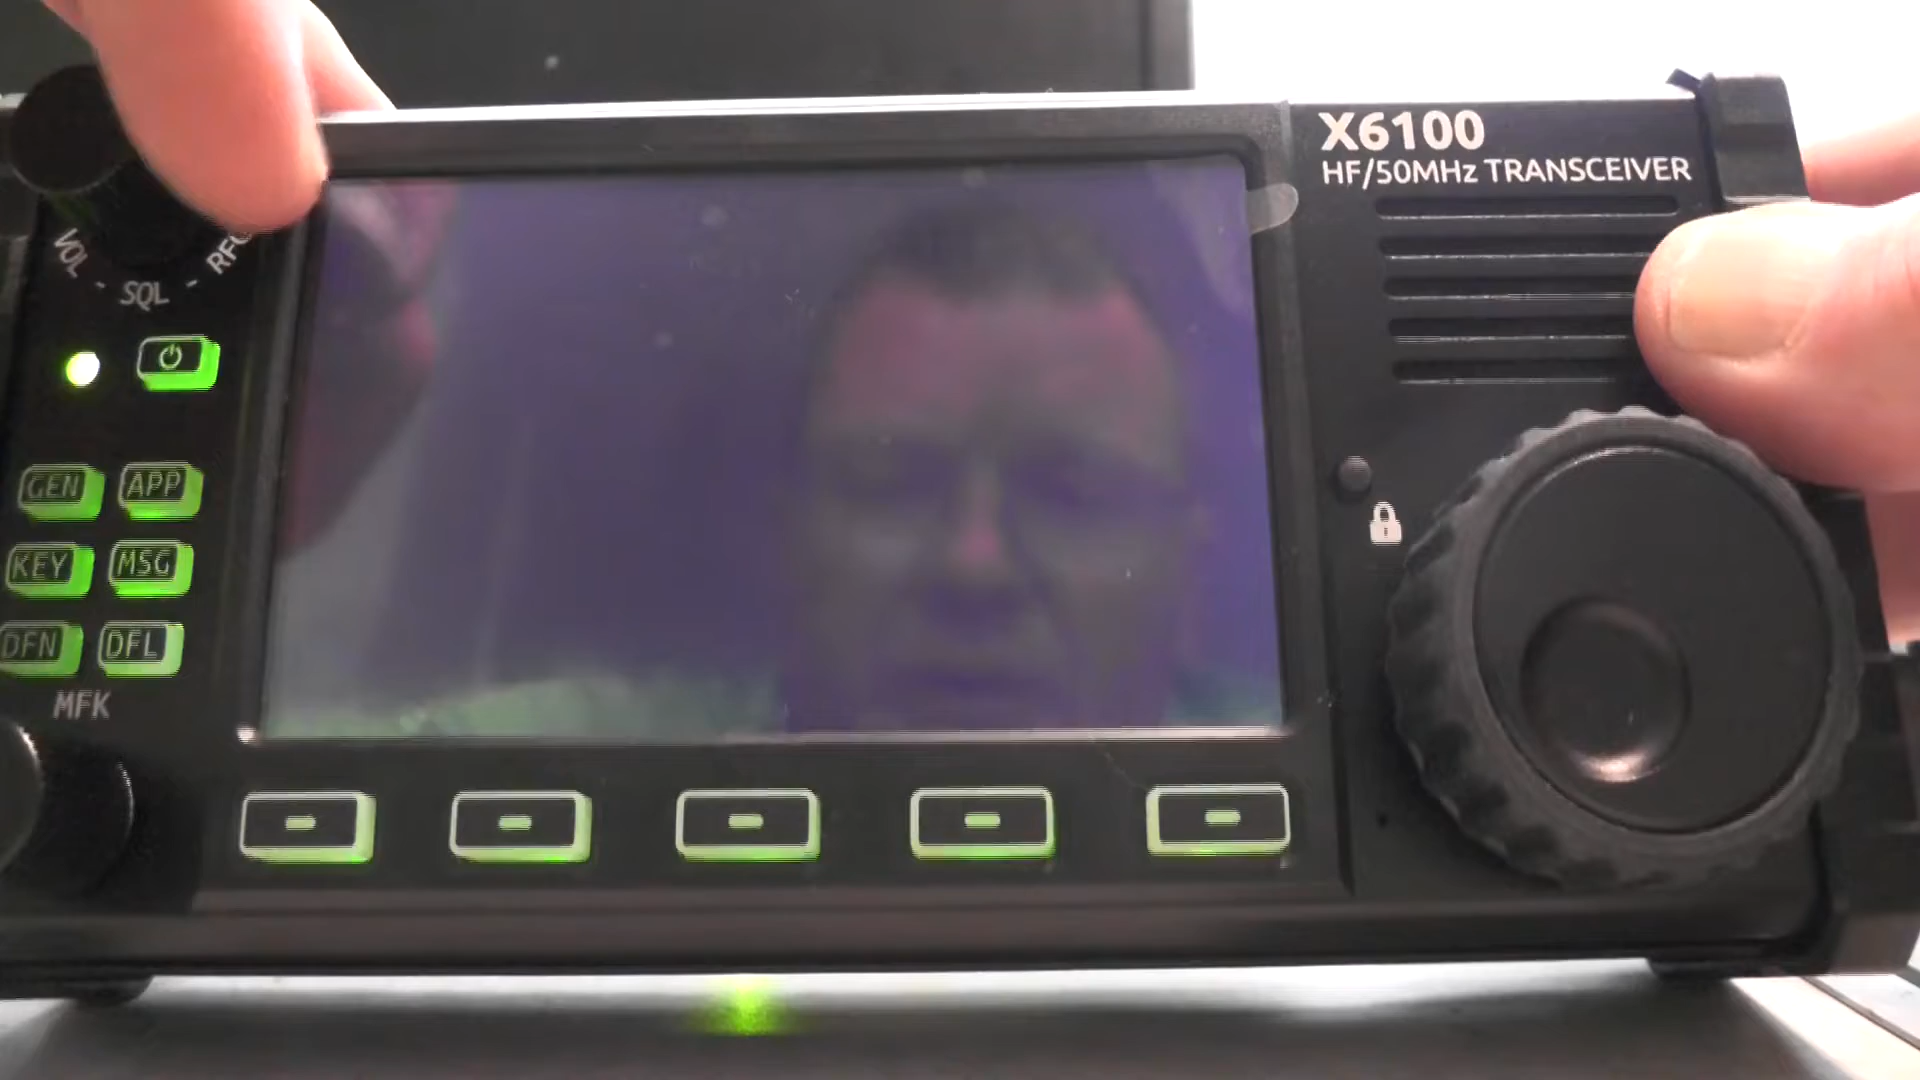 X6100
HF/50MHz TRANSCEIVER
VOL - SQL - RFG
GEN APP
KEY MSG
DFN DFL
MFK